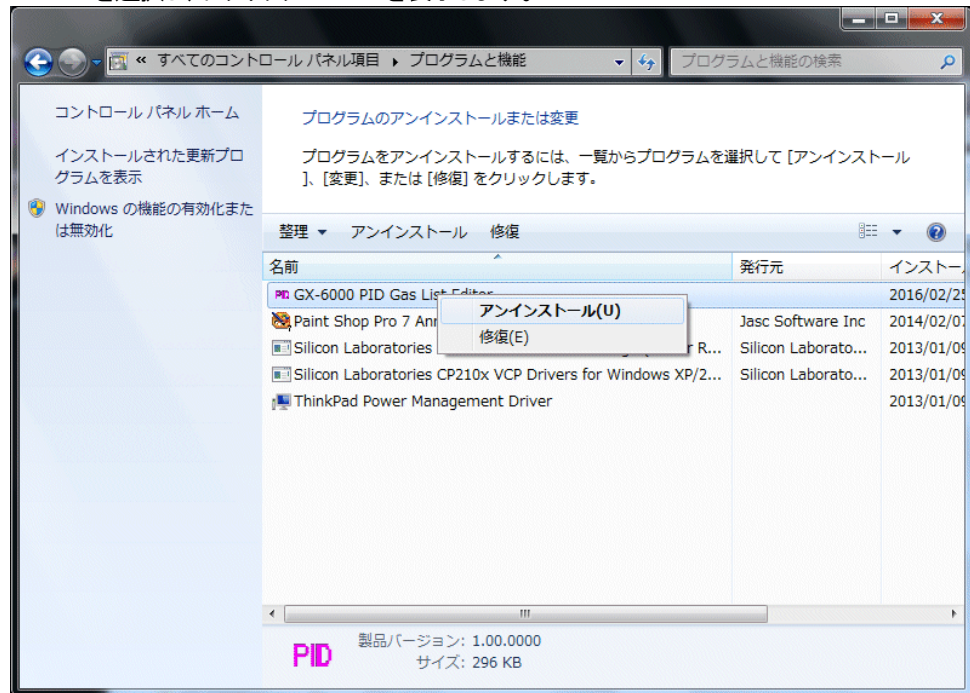 « すべてのコントロール パネル項目 ▸ プログラムと機能
プログラムと機能の検索
コントロール パネル ホーム
インストールされた更新プロ
グラムを表示
Windows の機能の有効化また
は無効化
プログラムのアンインストールまたは変更
プログラムをアンインストールするには、一覧からプログラムを選択して [アンインストール
]、[変更]、または [修復] をクリックします。
整理 ▼ アンインストール 修復
名前 発行元 インストー
GX-6000 PID Gas List Editor 2016/02/25
アンインストール(U)
修復(E)
Paint Shop Pro 7 Jasc Software Inc 2014/02/07
Silicon Laboratories R... Silicon Laborato... 2013/01/09
Silicon Laboratories CP210x VCP Drivers for Windows XP/2... Silicon Laborato... 2013/01/09
ThinkPad Power Management Driver 2013/01/09
PID
製品バージョン: 1.00.0000
サイズ: 296 KB